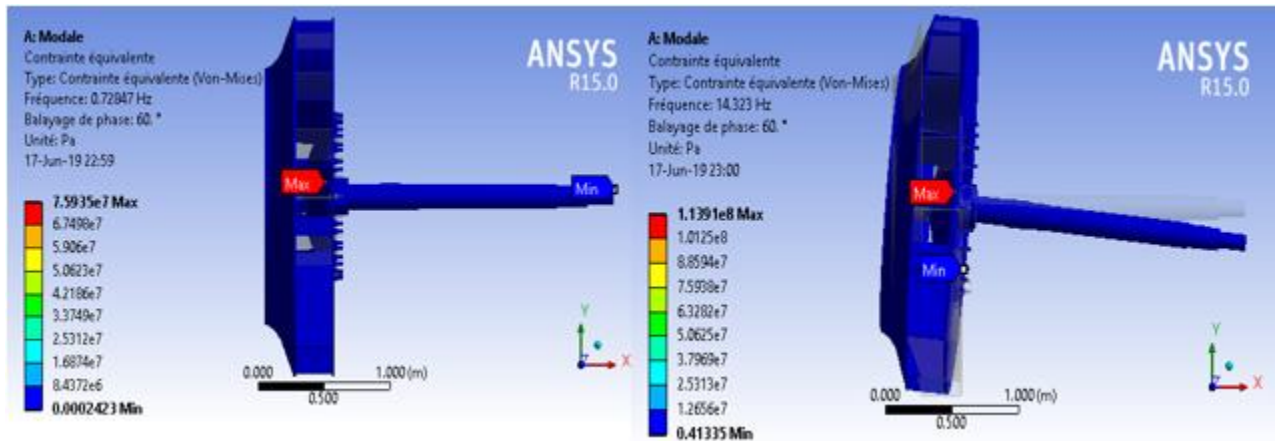 A: Modale
Contrainte équivalente
Type: Contrainte équivalente (Von-Mises)
Fréquence: 0.72847 Hz
Balayage de phase: 60. °
Unité: Pa
17-Jun-19 22:59
7.5935e7 Max
6.7498e7
5.906e7
5.0623e7
4.2186e7
3.3749e7
2.5312e7
1.6874e7
8.4372e6
0.0002423 Min
ANSYS
R15.0
Max
Min
Y
Z
X
0.000
1.000 (m)
0.500
A: Modale
Contrainte équivalente
Type: Contrainte équivalente (Von-Mises)
Fréquence: 14.323 Hz
Balayage de phase: 60. °
Unité: Pa
17-Jun-19 23:00
1.1391e8 Max
1.0125e8
8.8594e7
7.5938e7
6.3282e7
5.0625e7
3.7969e7
2.5313e7
1.2656e7
0.41335 Min
ANSYS
R15.0
Max
Min
Y
Z
X
0.000
1.000 (m)
0.500